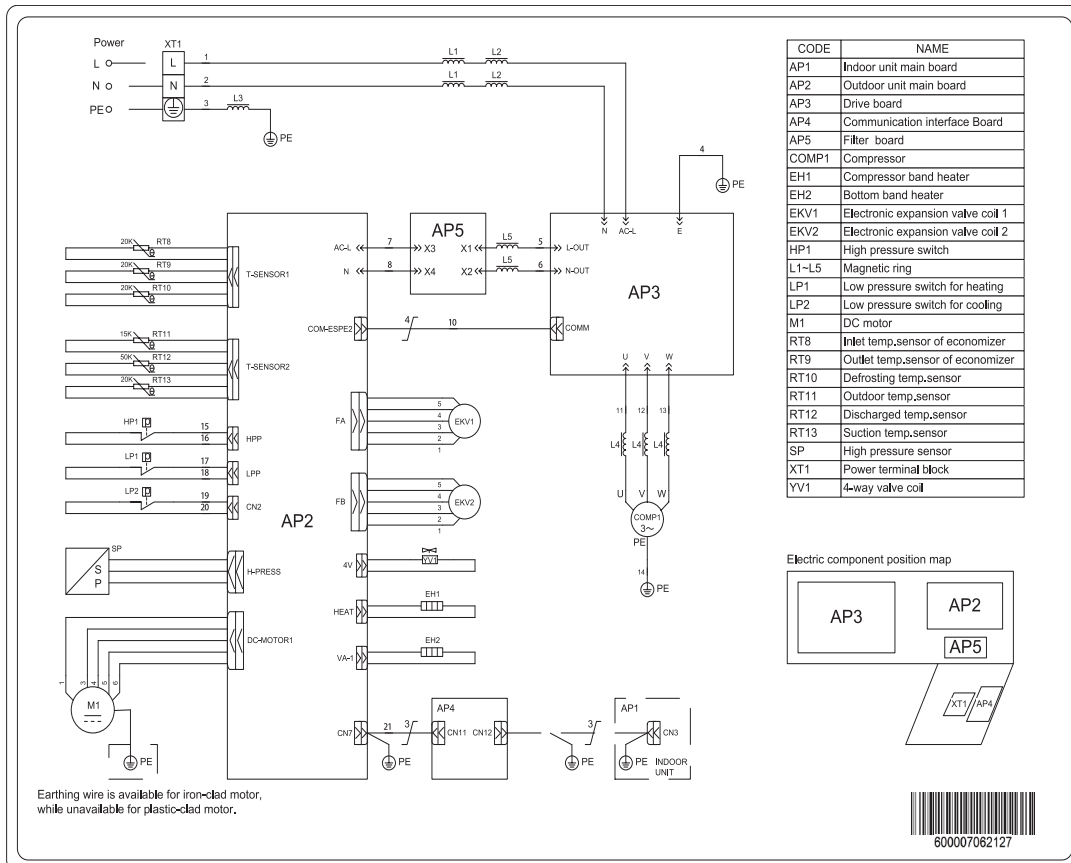 Power
XT1
L
L
1
L1
L2
N
N
2
L1
L2
PE
3
L3
PE
4
PE
AP2
20K
RT8
20K
RT9
20K
RT10
T-SENSOR1
15K
RT11
50K
RT12
20K
RT13
T-SENSOR2
HP1
15
16
HPP
LP1
17
18
LPP
LP2
19
20
CN2
SP
S
P
H-PRESS
DC-MOTOR1
1
3
4
5
6
M1
PE
AC-L
7
X3
AP5
X1
L5
5
L-OUT
N
8
X4
X2
L5
6
N-OUT
N
AC-L
E
AP3
COM-ESPE2
4
10
COMM
U
V
W
11
12
13
L4
L4
L4
U
V
W
COMP1
3~
PE
14
PE
FA
5
4
3
2
1
EKV1
FB
5
4
3
2
1
EKV2
4V
YV1
HEAT
EH1
VA-1
EH2
CN7
21
3
PE
AP4
CN11
CN12
PE
3
AP1
CN3
PE
INDOOR
UNIT
Earthing wire is available for iron-clad motor,
while unavailable for plastic-clad motor.
CODE NAME
AP1 Indoor unit main board
AP2 Outdoor unit main board
AP3 Drive board
AP4 Communication interface Board
AP5 Filter board
COMP1 Compressor
EH1 Compressor band heater
EH2 Bottom band heater
EKV1 Electronic expansion valve coil 1
EKV2 Electronic expansion valve coil 2
HP1 High pressure switch
L1~L5 Magnetic ring
LP1 Low pressure switch for heating
LP2 Low pressure switch for cooling
M1 DC motor
RT8 Inlet temp.sensor of economizer
RT9 Outlet temp.sensor of economizer
RT10 Defrosting temp.sensor
RT11 Outdoor temp.sensor
RT12 Discharged temp.sensor
RT13 Suction temp.sensor
SP High pressure sensor
XT1 Power terminal block
YV1 4-way valve coil
Electric component position map
AP3
AP2
AP5
XT1
AP4
600007062127